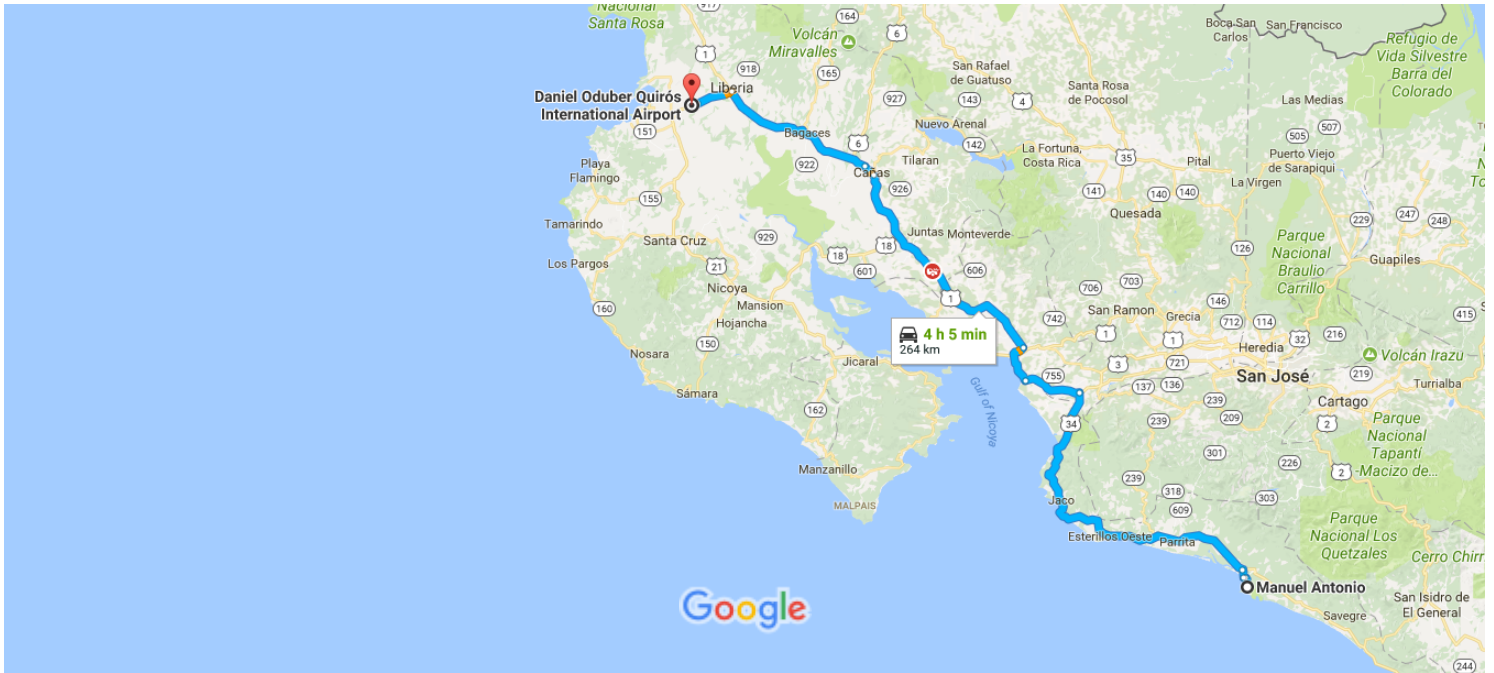 Nacional
Santa Rosa
917
164
Boca San
Carlos
San Francisco
6
Volcán
Miravalles
Refugio de
Vida Silvestre
Barra del
Colorado
1
918
165
San Rafael
de Guatuso
Santa Rosa
de Pocosol
Liberia
Daniel Oduber Quirós
International Airport
927
143
4
Las Medias
151
Bagaces
6
Nuevo Arenal
142
505
507
Playa
Flamingo
922
Tilaran
La Fortuna,
Costa Rica
35
Pital
Puerto Viejo
de Sarapiqui
Cañas
926
La Virgen
155
141
140
140
Quesada
229
247
248
Tamarindo
Santa Cruz
929
Juntas
Monteverde
18
18
126
Parque
Nacional
Braulio
Carrillo
Los Pargos
21
601
606
Guapiles
Nicoya
706
703
160
Mansion
1
146
Hojancha
742
San Ramon
Grecia
712
114
415
4 h 5 min
264 km
1
1
32
216
Nosara
150
Heredia
Jicaral
755
3
721
Volcán Irazú
San José
219
Sámara
137
136
Turrialba
Gulf of Nicoya
239
Cartago
162
34
239
209
2
Parque
Nacional
Tapantí
-Macizo de...
301
226
Manzanillo
239
2
318
303
MALPAIS
Jaco
609
Parque
Nacional Los
Quetzales
Esterillos Oeste
Parrita
Cerro Chirr
Manuel Antonio
San Isidro de
El General
Google
Savegre
244